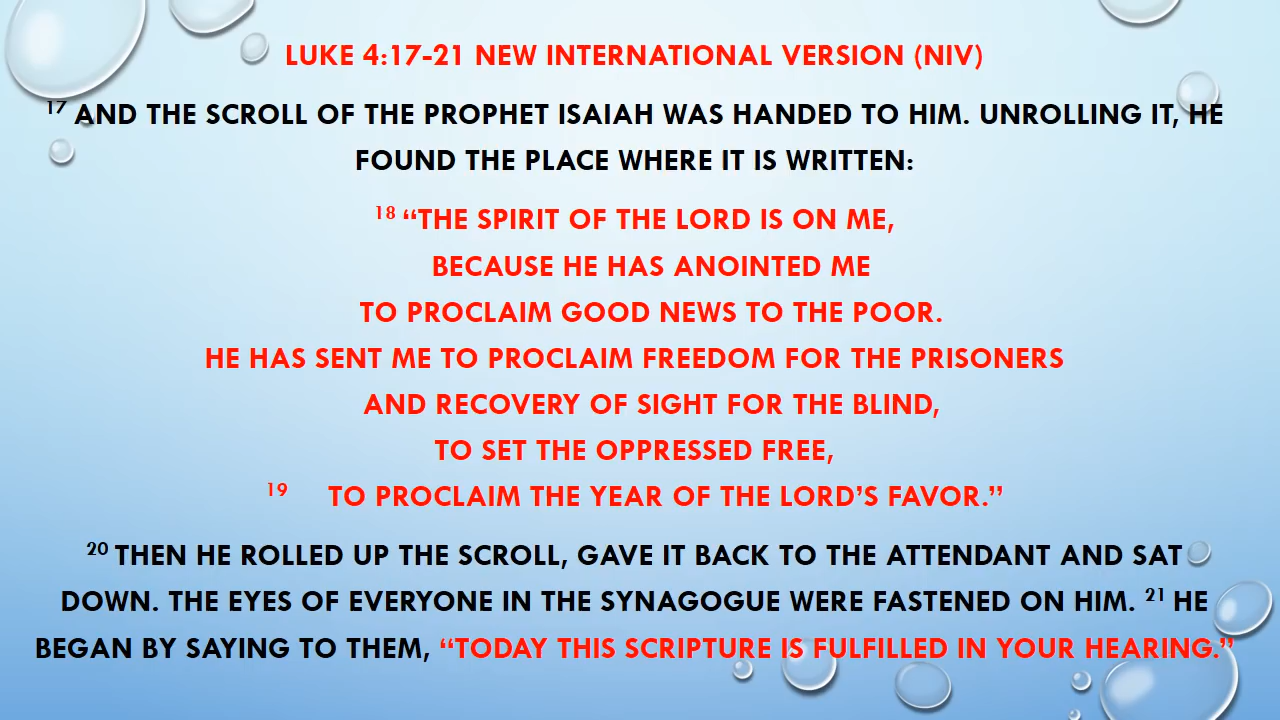 LUKE 4:17-21 NEW INTERNATIONAL VERSION (NIV)
17 AND THE SCROLL OF THE PROPHET ISAIAH WAS HANDED TO HIM. UNROLLING IT, HE
FOUND THE PLACE WHERE IT IS WRITTEN:
18 “THE SPIRIT OF THE LORD IS ON ME,
BECAUSE HE HAS ANOINTED ME
TO PROCLAIM GOOD NEWS TO THE POOR.
HE HAS SENT ME TO PROCLAIM FREEDOM FOR THE PRISONERS
AND RECOVERY OF SIGHT FOR THE BLIND,
TO SET THE OPPRESSED FREE,
19 TO PROCLAIM THE YEAR OF THE LORD’S FAVOR.”
20 THEN HE ROLLED UP THE SCROLL, GAVE IT BACK TO THE ATTENDANT AND SAT
DOWN. THE EYES OF EVERYONE IN THE SYNAGOGUE WERE FASTENED ON HIM. 21 HE
BEGAN BY SAYING TO THEM, “TODAY THIS SCRIPTURE IS FULFILLED IN YOUR HEARING.”